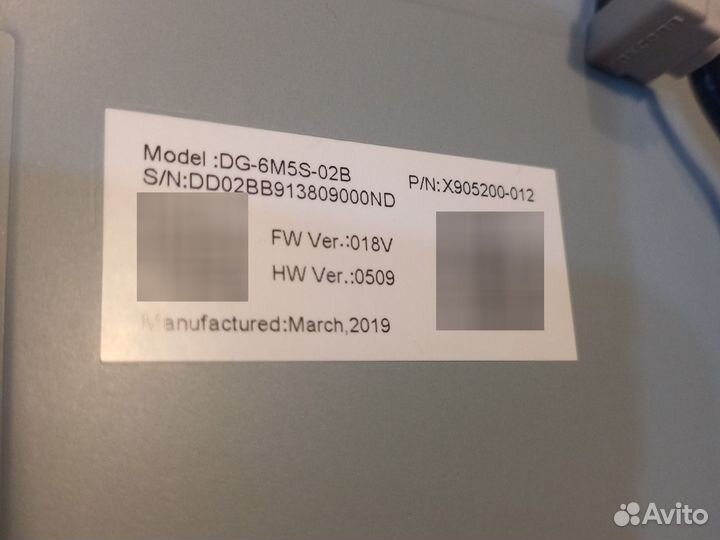 Model :DG-6M5S-02B
P/N:X905200-012
S/N:DD02BB913809000ND
FW Ver.:018V
HW Ver.:0509
Manufactured:March,2019
Avito